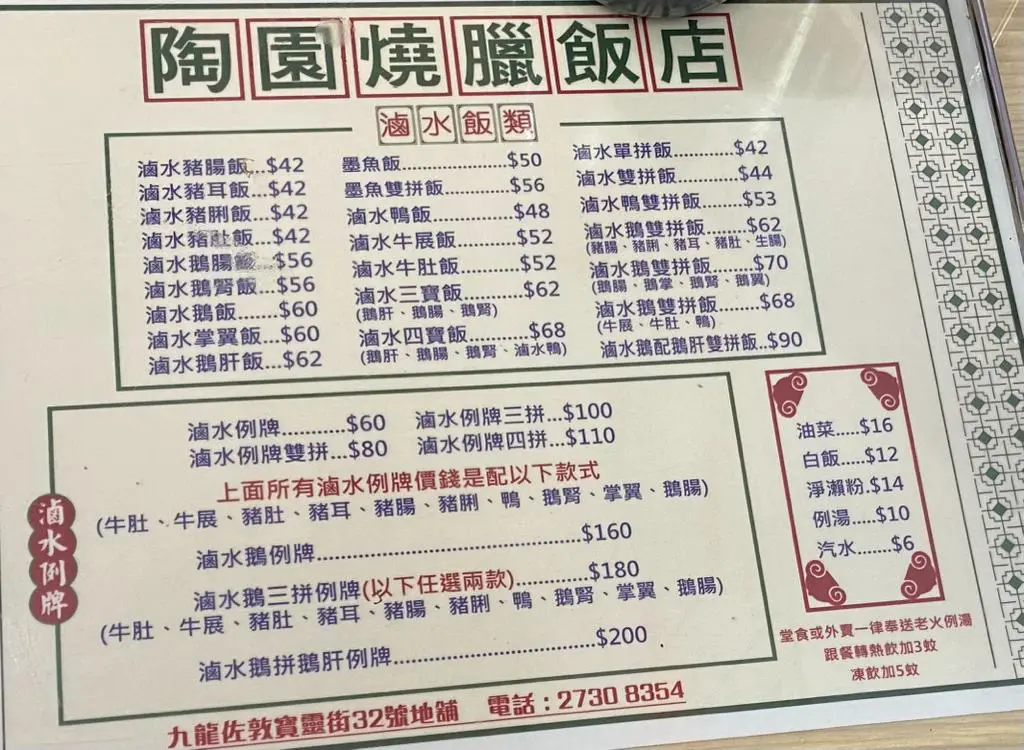 陶園燒臘飯店
滷水飯類
滷水豬腸飯...$42
滷水豬耳飯...$42
滷水豬脷飯...$42
滷水豬肚飯...$42
滷水鵝腸飯...$56
滷水鵝腎飯...$56
滷水鵝飯......$60
滷水掌翼飯...$60
滷水鵝肝飯...$62
墨魚飯..............$50
墨魚雙拼飯........$56
滷水鴨飯...........$48
滷水牛展飯........$52
滷水牛肚飯........$52
滷水三寶飯........$62
(鵝肝、鵝腸、鵝腎)
滷水四寶飯........$68
(鵝肝、鵝腸、鵝腎、滷水鴨)
滷水單拼飯...........$42
滷水雙拼飯...........$44
滷水鴨雙拼飯........$53
滷水鵝雙拼飯.......$62
(豬腸、豬脷、豬耳、豬肚、生腸)
滷水鵝雙拼飯.......$70
(鵝腸、鵝掌、鵝腎、鵝翼)
滷水鵝雙拼飯.......$68
(牛展、牛肚、鴨)
滷水鵝配鵝肝雙拼飯..$90
滷水例牌
滷水例牌...........$60
滷水例牌三拼...$100
滷水例牌雙拼...$80
滷水例牌四拼...$110
上面所有滷水例牌價錢是配以下款式
(牛肚、牛展、豬肚、豬耳、豬腸、豬脷、鴨、鵝腎、掌翼、鵝腸)
滷水鵝例牌.......................................$160
滷水鵝三拼例牌(以下任選兩款)............$180
(牛肚、牛展、豬肚、豬耳、豬腸、豬脷、鴨、鵝腎、掌翼、鵝腸)
滷水鵝拼鵝肝例牌..............................$200
油菜.....$16
白飯.....$12
淨瀨粉.$14
例湯.....$10
汽水.......$6
堂食或外賣一律奉送老火例湯
跟餐轉熱飲加3蚊
凍飲加5蚊
九龍佐敦寶靈街32號地舖 電話：2730 8354